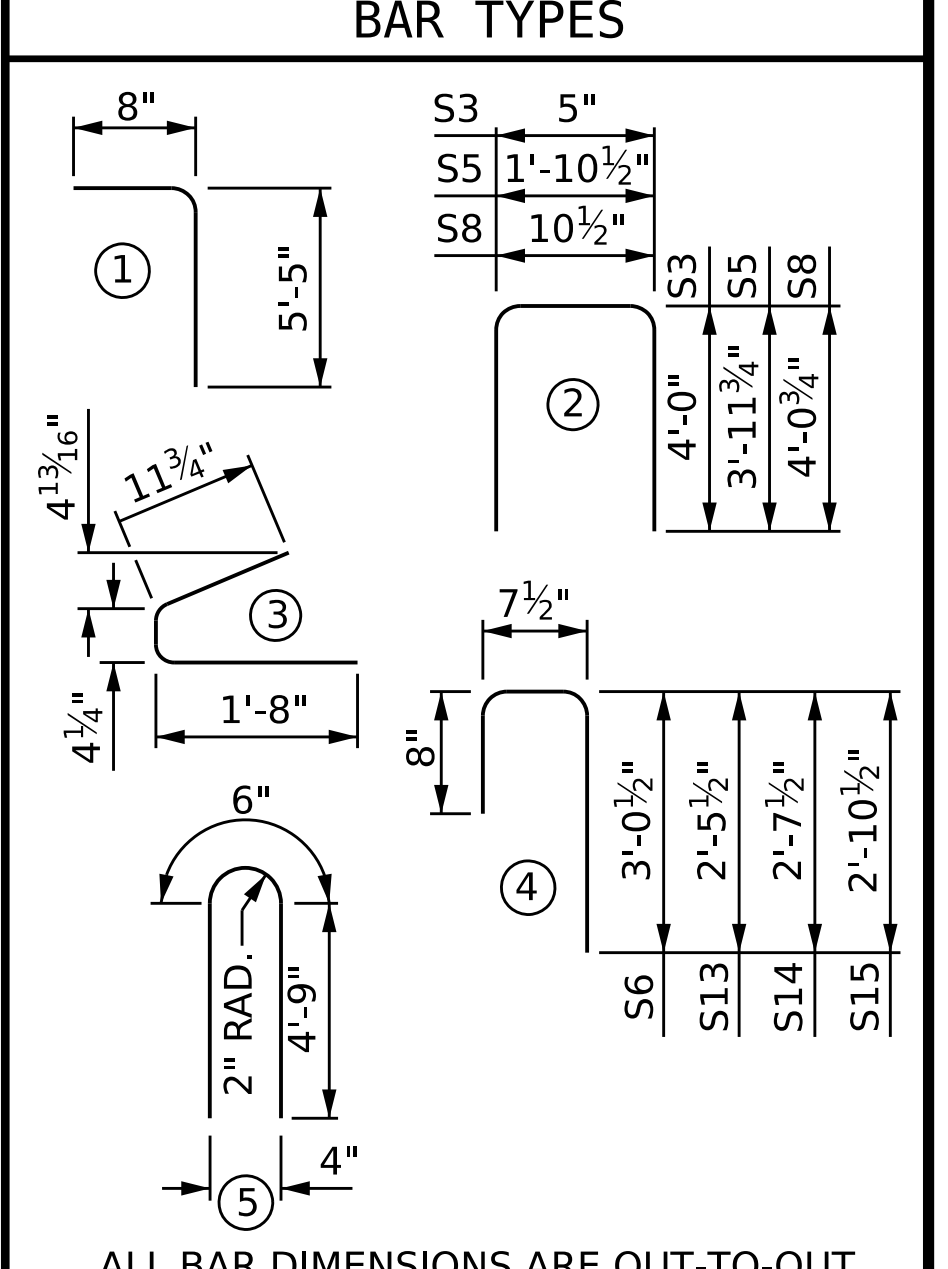 BAR TYPES
8"
1
5'-5"
S3 5"
S5 1'-10½"
S8 10½"
S3 S5 S8
2
4'-0" 3'-11¾" 4'-0¾"
4 13/16"
11¾"
3
4¼"
1'-8"
7½"
8"
3'-0½" 2'-5½" 2'-7½" 2'-10½"
4
S6 S13 S14 S15
6"
2" RAD.
4'-9"
4"
5
ALL BAR DIMENSIONS ARE OUT-TO-OUT